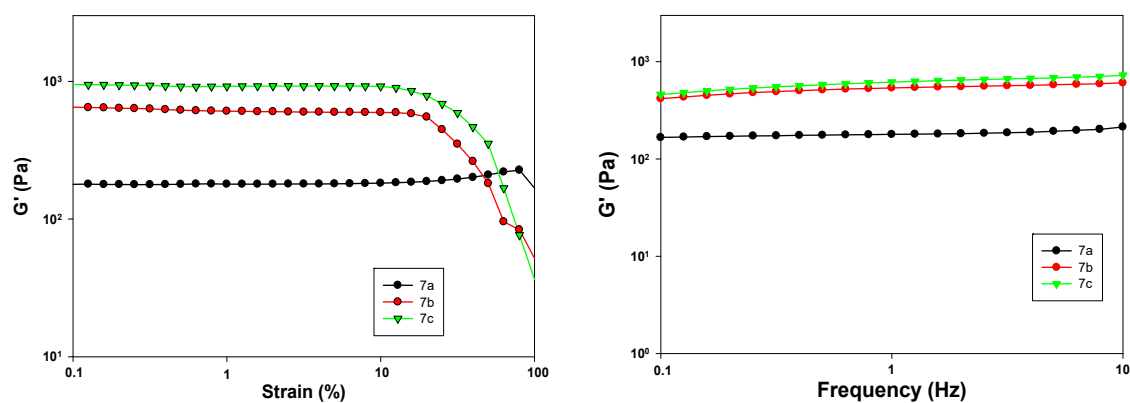 10³
10²
10¹
G' (Pa)
0.1 1 10 100
Strain (%)
7a
7b
7c
10³
10²
10¹
10⁰
G' (Pa)
0.1 1 10
Frequency (Hz)
7a
7b
7c